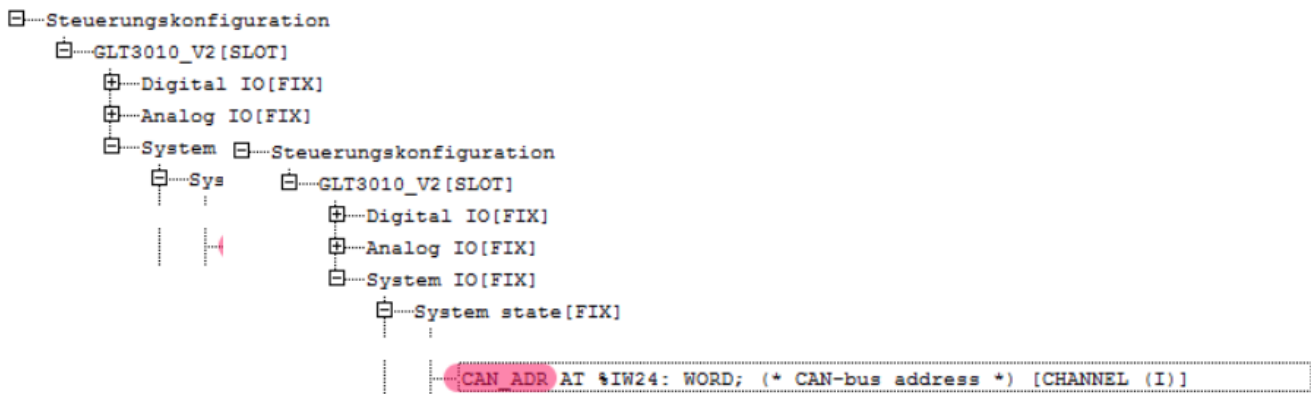 Steuerungskonfiguration
GLT3010_V2[SLOT]
Digital IO[FIX]
Analog IO[FIX]
System
Sys
Steuerungskonfiguration
GLT3010_V2[SLOT]
Digital IO[FIX]
Analog IO[FIX]
System IO[FIX]
System state[FIX]
CAN_ADR AT %IW24: WORD; (* CAN-bus address *) [CHANNEL (I)]